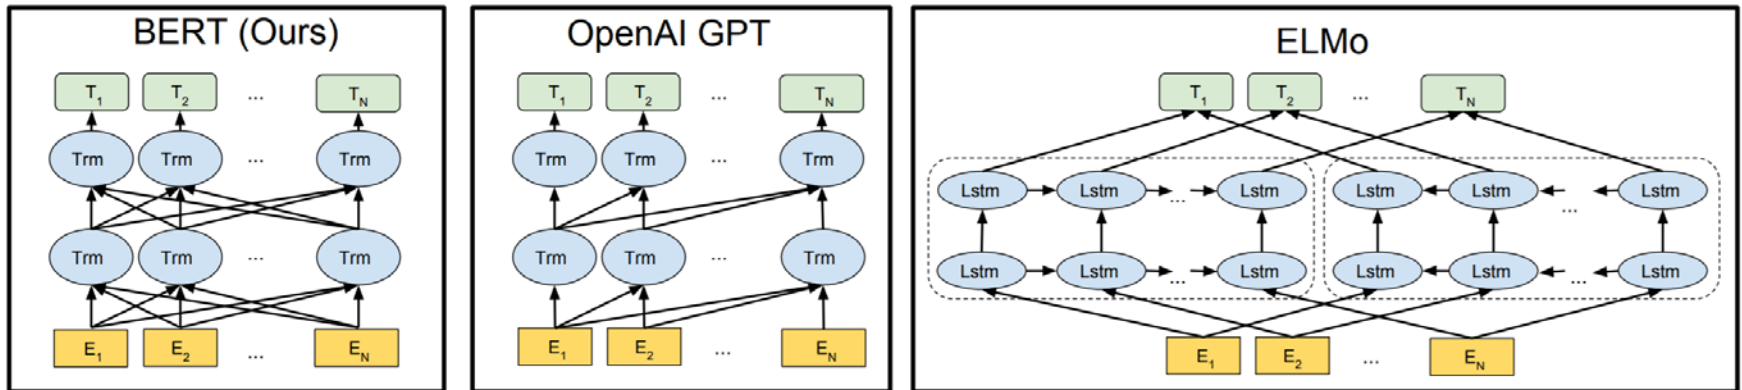 BERT (Ours)
T1 T2 ... TN
Trm Trm ... Trm
Trm Trm ... Trm
E1 E2 ... EN
OpenAI GPT
T1 T2 ... TN
Trm Trm ... Trm
Trm Trm ... Trm
E1 E2 ... EN
ELMo
T1 T2 ... TN
Lstm Lstm ... Lstm Lstm Lstm ... Lstm
Lstm Lstm ... Lstm Lstm Lstm ... Lstm
E1 E2 ... EN